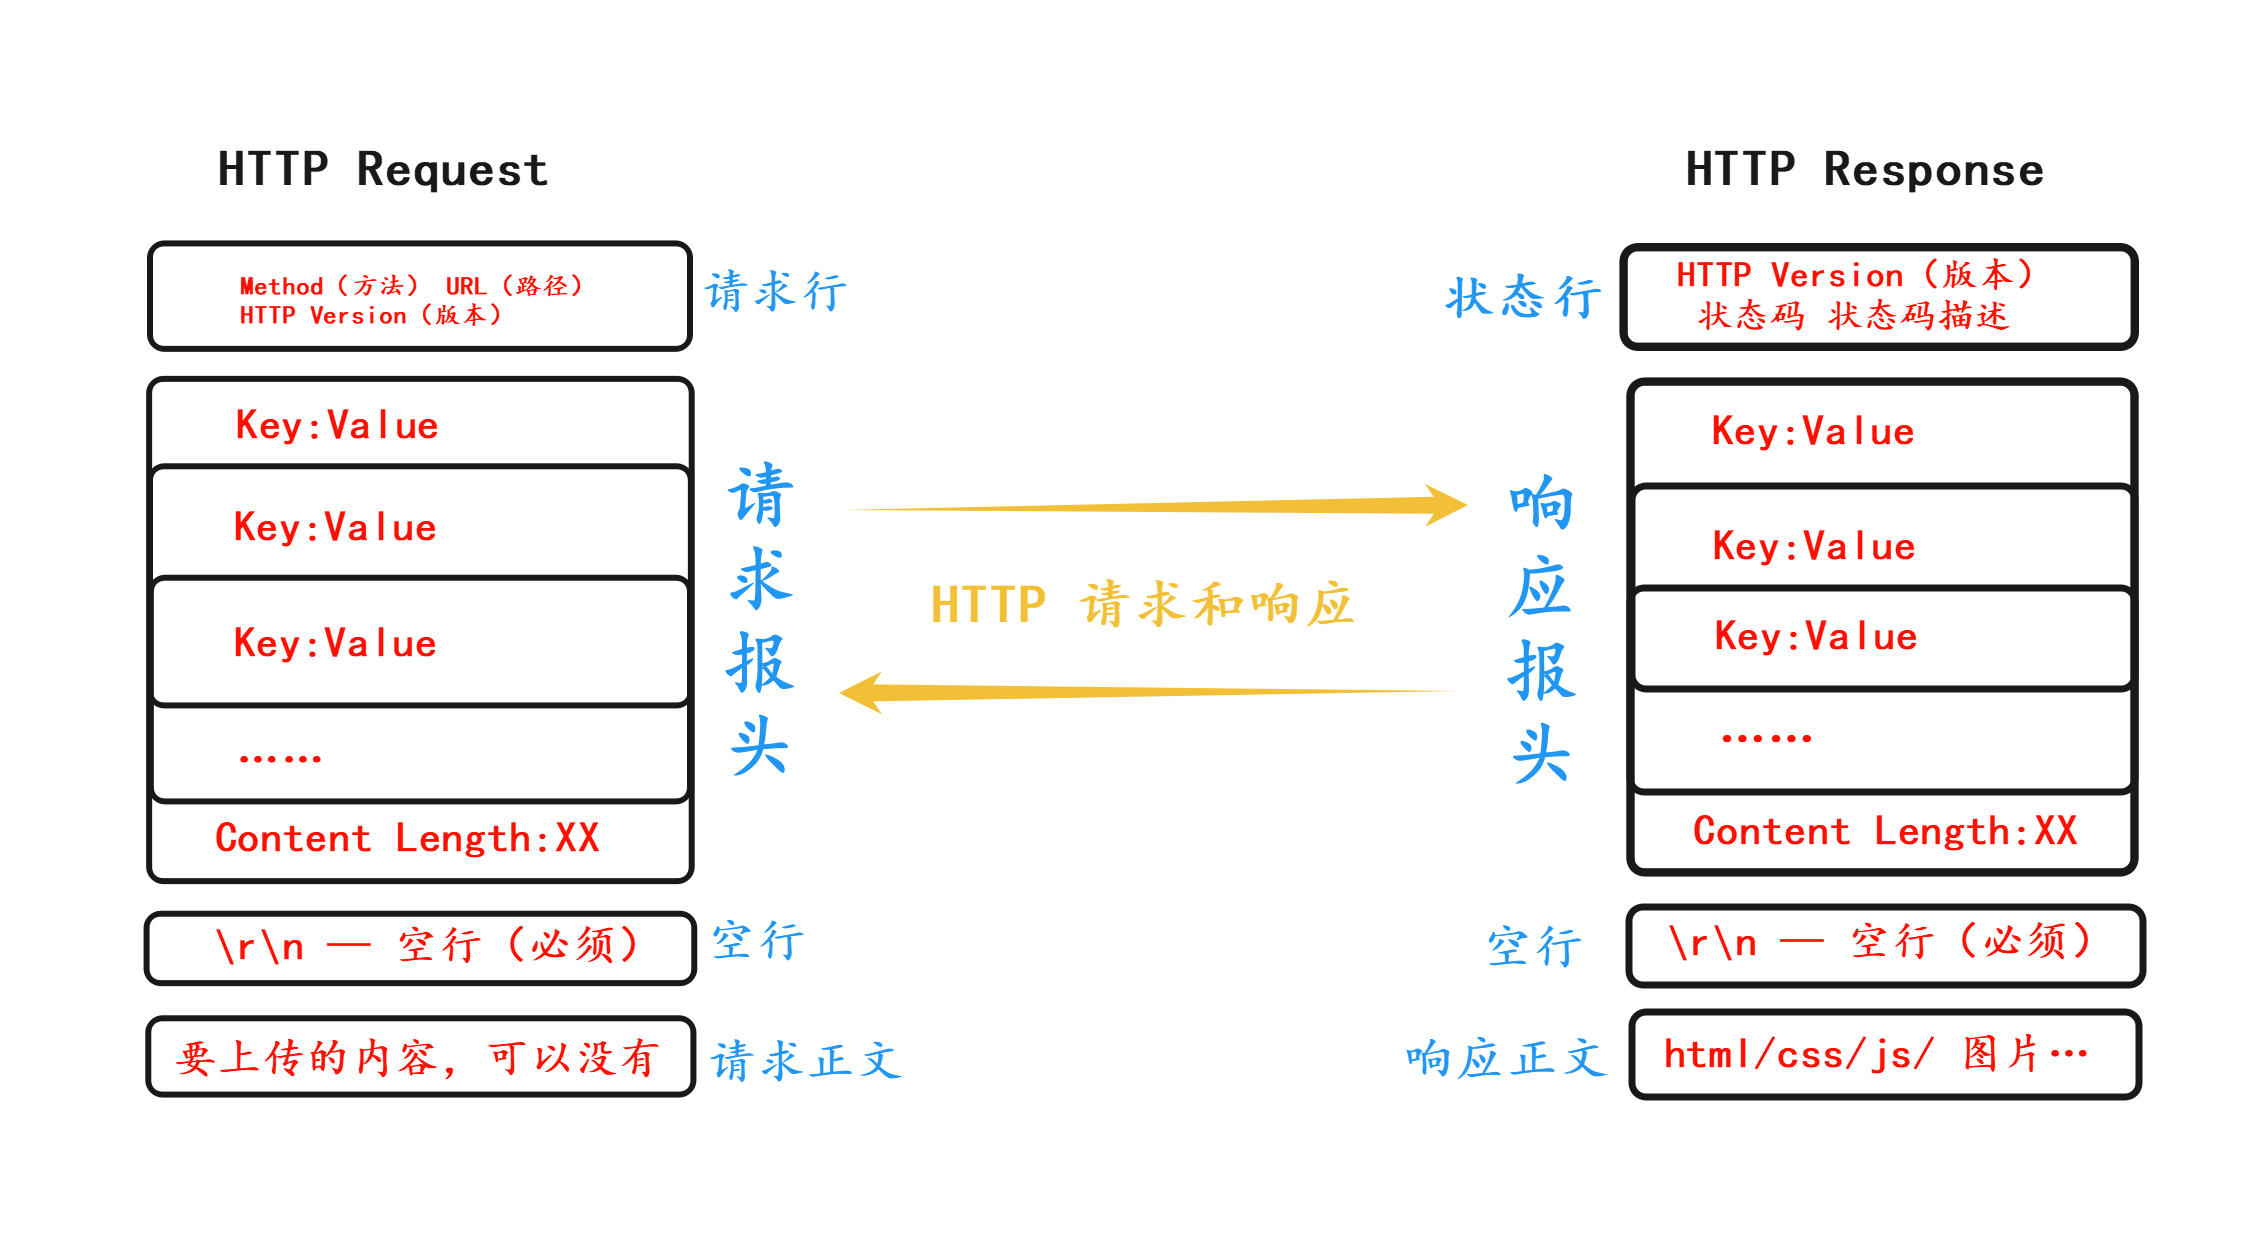 HTTP Request
Method（方法） URL（路径）
HTTP Version（版本）
请求行
Key:Value
Key:Value
Key:Value
……
Content Length:XX
请求报头
\r\n — 空行（必须）
空行
要上传的内容，可以没有
请求正文
HTTP 请求和响应
HTTP Response
状态行
HTTP Version（版本）
状态码 状态码描述
响应报头
Key:Value
Key:Value
Key:Value
……
Content Length:XX
空行
\r\n — 空行（必须）
响应正文
html/css/js/ 图片…